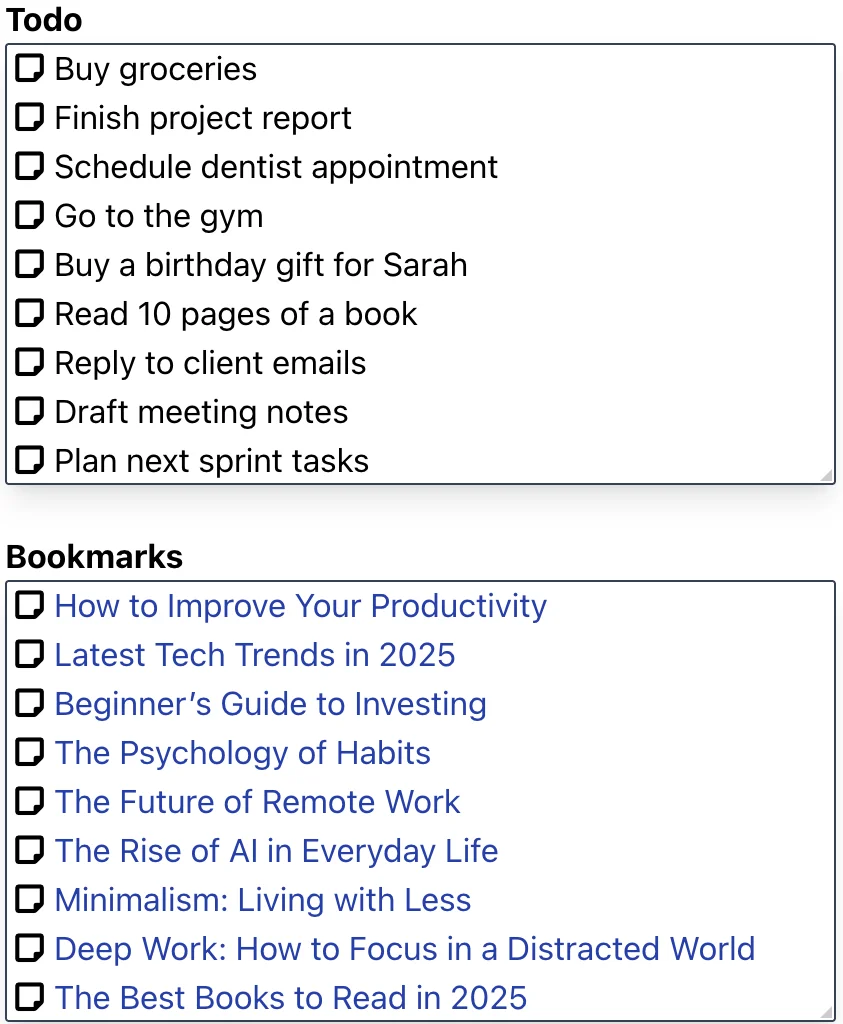 Todo
Buy groceries
Finish project report
Schedule dentist appointment
Go to the gym
Buy a birthday gift for Sarah
Read 10 pages of a book
Reply to client emails
Draft meeting notes
Plan next sprint tasks
Bookmarks
How to Improve Your Productivity
Latest Tech Trends in 2025
Beginner’s Guide to Investing
The Psychology of Habits
The Future of Remote Work
The Rise of AI in Everyday Life
Minimalism: Living with Less
Deep Work: How to Focus in a Distracted World
The Best Books to Read in 2025